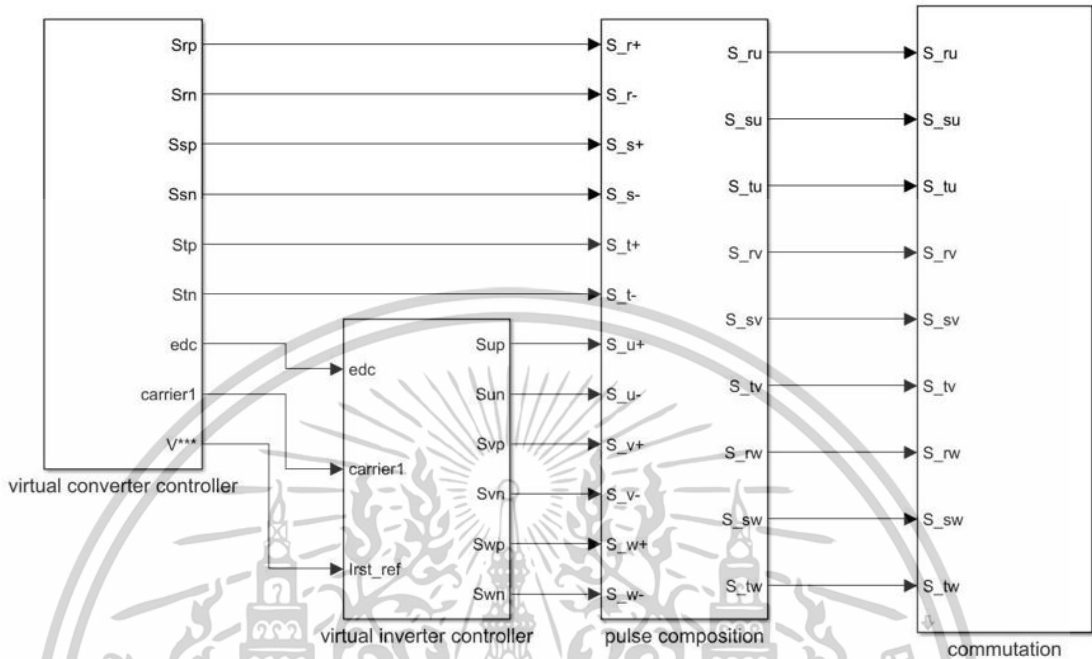 Srp
Srn
Ssp
Ssn
Stp
Stn
edc
carrier1
V***
virtual converter controller
edc
carrier1
Irst_ref
Sup
Sun
Svp
Svn
Swp
Swn
virtual inverter controller
S_r+
S_r-
S_s+
S_s-
S_t+
S_t-
S_u+
S_u-
S_v+
S_v-
S_w+
S_w-
S_ru
S_su
S_tu
S_rv
S_sv
S_tv
S_rw
S_sw
S_tw
pulse composition
S_ru
S_su
S_tu
S_rv
S_sv
S_tv
S_rw
S_sw
S_tw
commutation